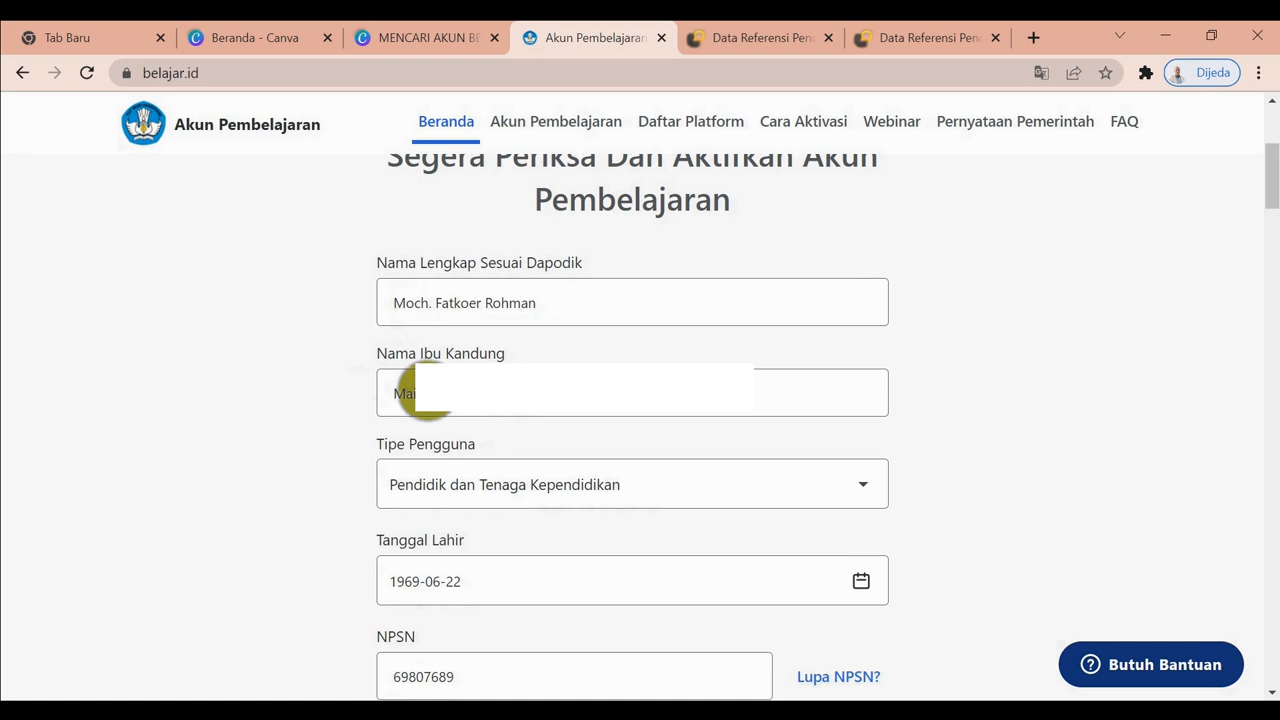 Tab Baru
Beranda - Canva
MENCARI AKUN BE
Akun Pembelajaran
Data Referensi Pen
Data Referensi Pen
belajar.id
Dijeda
Akun Pembelajaran
Beranda
Akun Pembelajaran
Daftar Platform
Cara Aktivasi
Webinar
Pernyataan Pemerintah
FAQ
Segera Periksa Dan Aktifkan Akun
Pembelajaran
Nama Lengkap Sesuai Dapodik
Moch. Fatkoer Rohman
Nama Ibu Kandung
Mai
Tipe Pengguna
Pendidik dan Tenaga Kependidikan
Tanggal Lahir
1969-06-22
NPSN
69807689
Lupa NPSN?
Butuh Bantuan